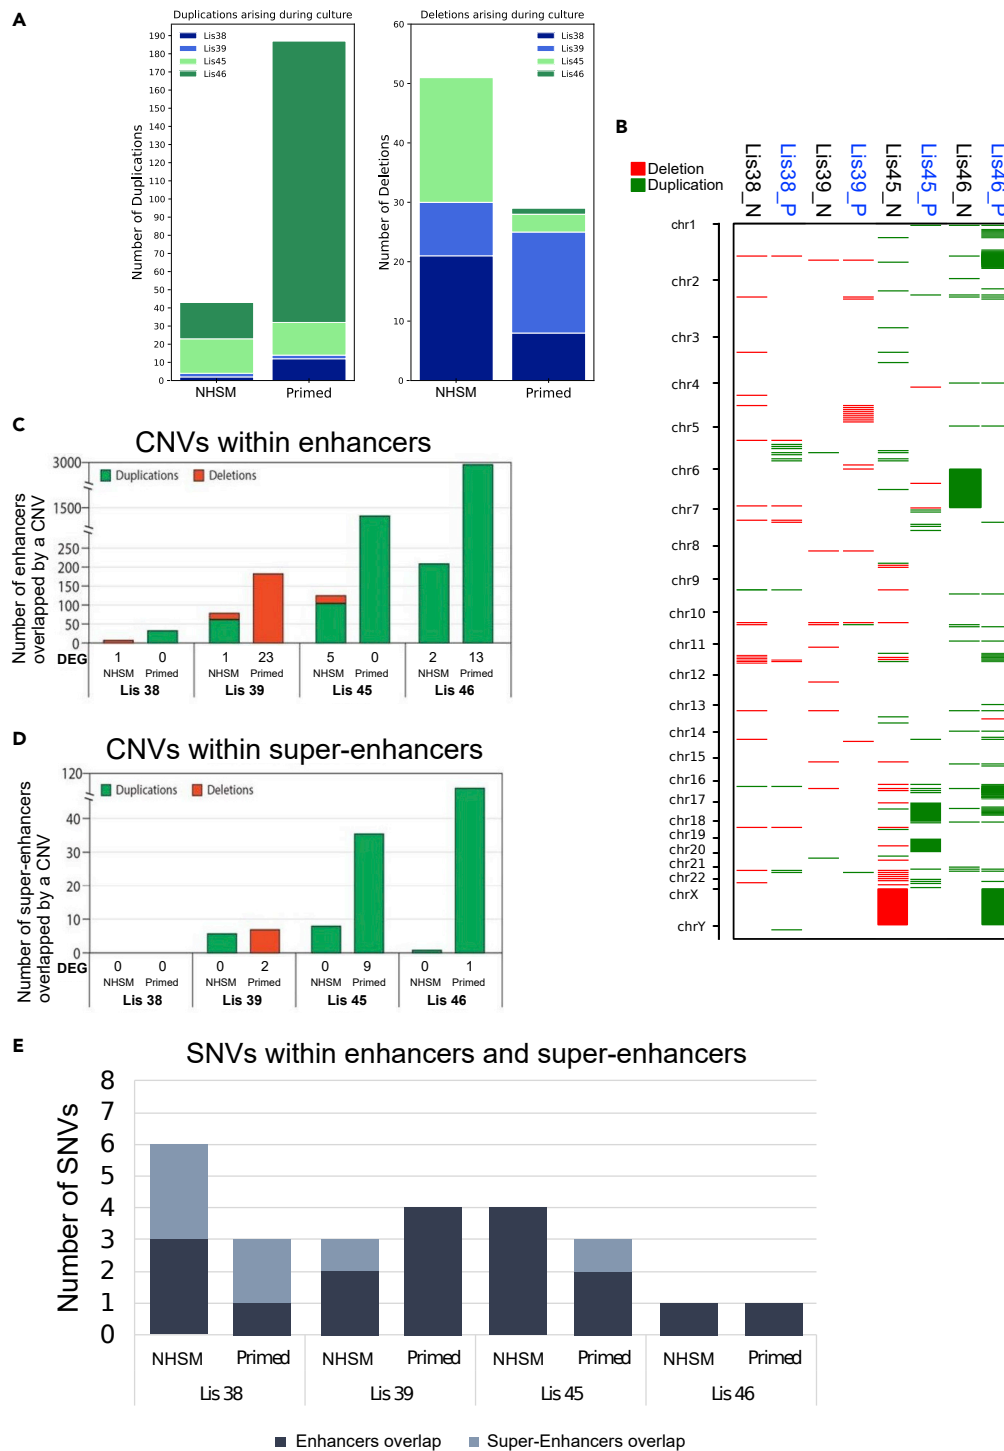 A
Duplications arising during culture
Number of Duplications
190
180
170
160
150
140
130
120
110
100
90
80
70
60
50
40
30
20
10
0
Lis38
Lis39
Lis45
Lis46
NHSM Primed
Deletions arising during culture
Number of Deletions
60
50
40
30
20
10
0
Lis38
Lis39
Lis45
Lis46
NHSM Primed
B
Deletion
Duplication
Lis38_N Lis38_P Lis39_N Lis39_P Lis45_N Lis45_P Lis46_N Lis46_P
chr1
chr2
chr3
chr4
chr5
chr6
chr7
chr8
chr9
chr10
chr11
chr12
chr13
chr14
chr15
chr16
chr17
chr18
chr19
chr20
chr21
chr22
chrX
chrY
C
CNVs within enhancers
Number of enhancers
overlapped by a CNV
3000
1500
250
200
150
100
50
0
Duplications Deletions
DEG 1 0 1 23 5 0 2 13
NHSM Primed NHSM Primed NHSM Primed NHSM Primed
Lis 38 Lis 39 Lis 45 Lis 46
D
CNVs within super-enhancers
Number of super-enhancers
overlapped by a CNV
120
40
30
20
10
0
Duplications Deletions
DEG 0 0 0 2 0 9 0 1
NHSM Primed NHSM Primed NHSM Primed NHSM Primed
Lis 38 Lis 39 Lis 45 Lis 46
E
SNVs within enhancers and super-enhancers
Number of SNVs
8
7
6
5
4
3
2
1
0
NHSM Primed NHSM Primed NHSM Primed NHSM Primed
Lis 38 Lis 39 Lis 45 Lis 46
Enhancers overlap Super-Enhancers overlap